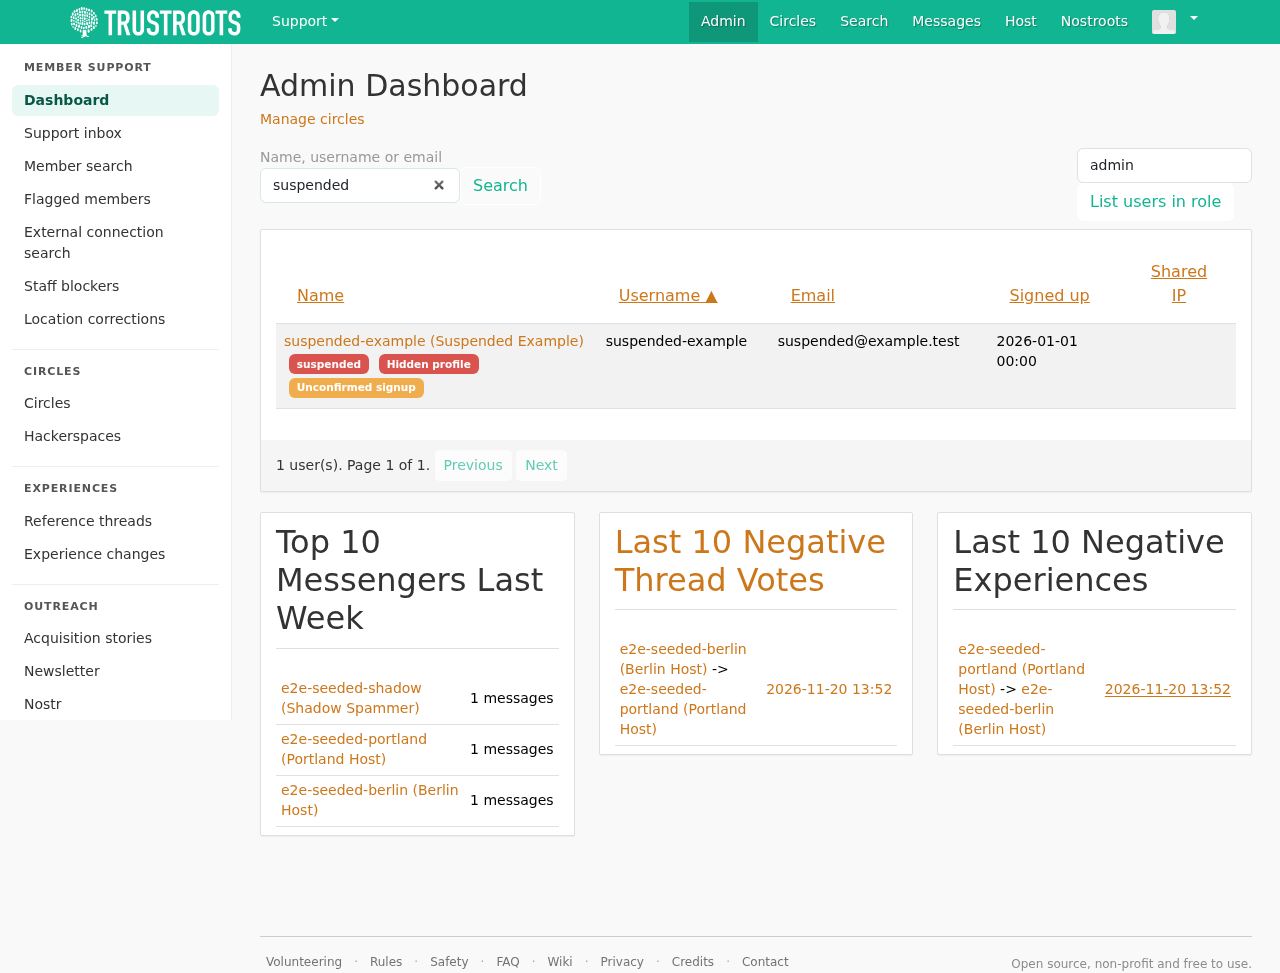 TRUSTROOTS
Support
Admin
Circles
Search
Messages
Host
Nostroots
MEMBER SUPPORT
Dashboard
Support inbox
Member search
Flagged members
External connection
search
Staff blockers
Location corrections
CIRCLES
Circles
Hackerspaces
EXPERIENCES
Reference threads
Experience changes
OUTREACH
Acquisition stories
Newsletter
Nostr
Admin Dashboard
Manage circles
Name, username or email
suspended
Search
admin
List users in role
Name
Username ▲
Email
Signed up
Shared
IP
suspended-example (Suspended Example)
suspended
Hidden profile
Unconfirmed signup
suspended-example
suspended@example.test
2026-01-01
00:00
1 user(s). Page 1 of 1.
Previous
Next
Top 10
Messengers Last
Week
e2e-seeded-shadow
(Shadow Spammer)
1 messages
e2e-seeded-portland
(Portland Host)
1 messages
e2e-seeded-berlin (Berlin
Host)
1 messages
Last 10 Negative
Thread Votes
e2e-seeded-berlin
(Berlin Host) ->
e2e-seeded-
portland (Portland
Host)
2026-11-20 13:52
Last 10 Negative
Experiences
e2e-seeded-
portland (Portland
Host) -> e2e-
seeded-berlin
(Berlin Host)
2026-11-20 13:52
Volunteering · Rules · Safety · FAQ · Wiki · Privacy · Credits · Contact
Open source, non-profit and free to use.